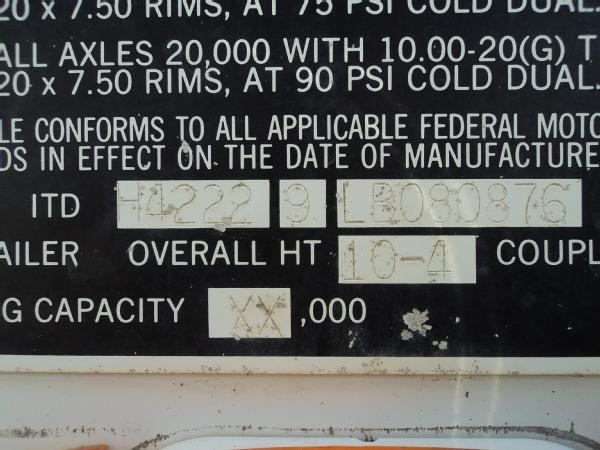 20 x 7.50 RIMS, AT 75 PSI COLD DUAL.
ALL AXLES 20,000 WITH 10.00-20(G) T
20 x 7.50 RIMS, AT 90 PSI COLD DUAL.
LE CONFORMS TO ALL APPLICABLE FEDERAL MOTO
DS IN EFFECT ON THE DATE OF MANUFACTURE
ITD H4222 9 LB080876
AILER OVERALL HT 10-4 COUPL
G CAPACITY XX ,000